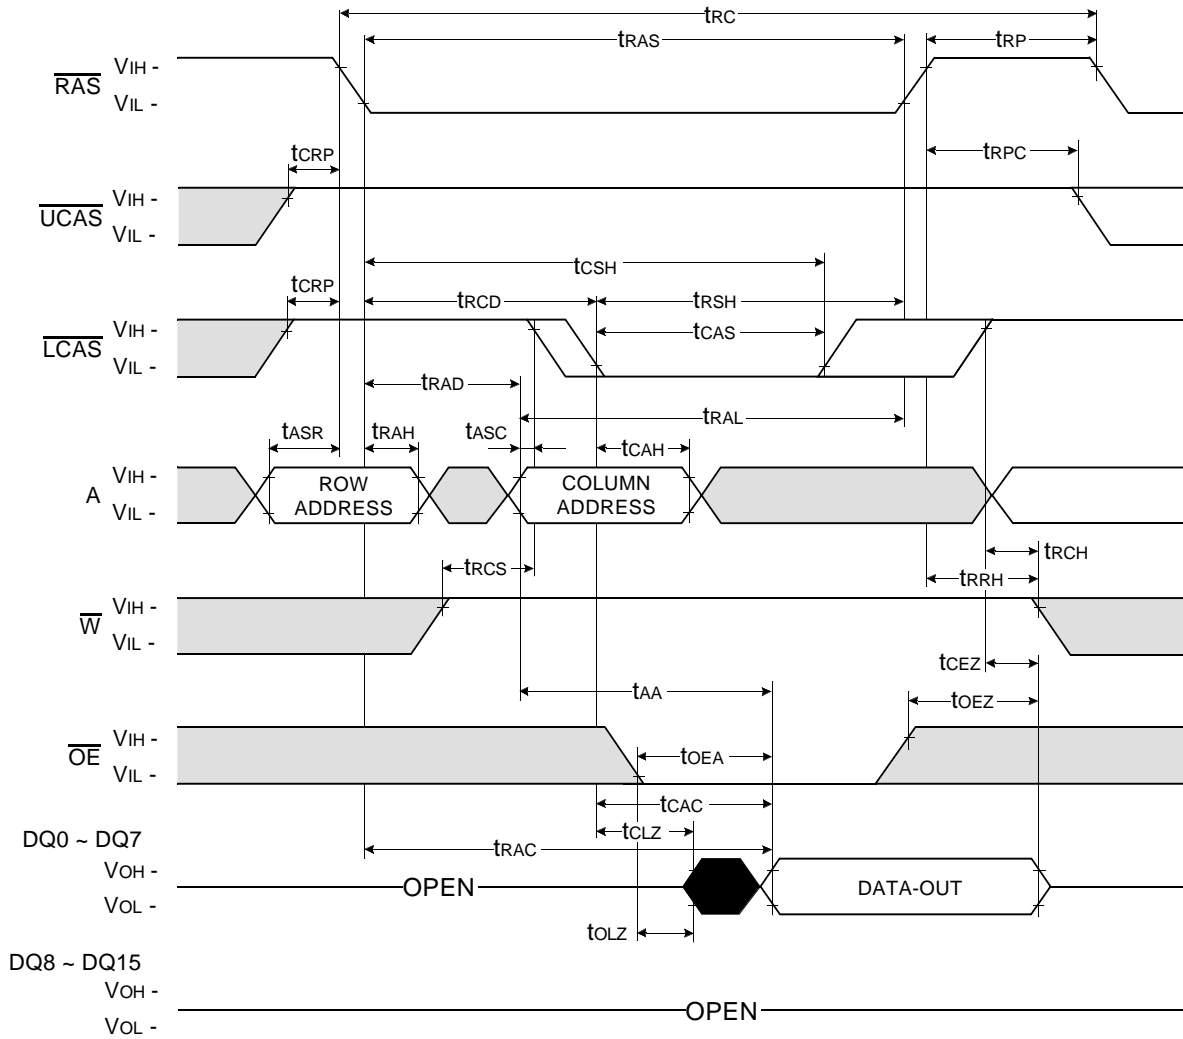 tRC
tRAS
tRP
RAS
VIH -
VIL -
tCRP
tRPC
UCAS
VIH -
VIL -
tCSH
tCRP
tRCD
tRSH
LCAS
VIH -
VIL -
tCAS
tRAD
tRAL
tASR
tRAH
tASC
tCAH
A
VIH -
VIL -
ROW
ADDRESS
COLUMN
ADDRESS
tRCS
tRCH
tRRH
W
VIH -
VIL -
tCEZ
tAA
tOEZ
OE
VIH -
VIL -
tOEA
tCAC
tCLZ
tRAC
DQ0 ~ DQ7
VOH -
VOL -
OPEN
DATA-OUT
tOLZ
DQ8 ~ DQ15
VOH -
VOL -
OPEN